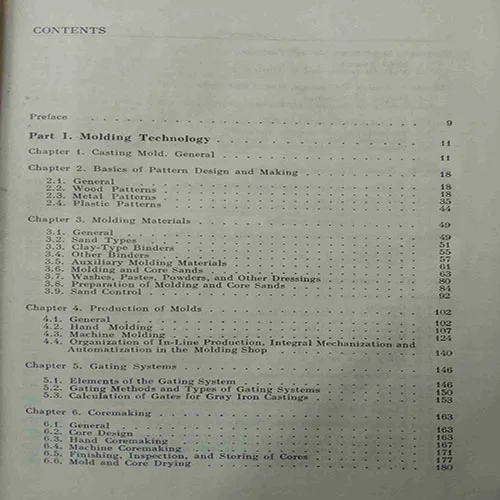 CONTENTS
Preface . . . . . . . . . . 9
Part I. Molding Technology . . . . . . . . . . 11
Chapter 1. Casting Mold. General . . . . . . . . . . 11
Chapter 2. Basics of Pattern Design and Making . . . . . . . . . . 18
2.1. General . . . . . . . . . . 18
2.2. Wood Patterns . . . . . . . . . . 18
2.3. Metal Patterns . . . . . . . . . . 35
2.4. Plastic Patterns . . . . . . . . . . 44
Chapter 3. Molding Materials . . . . . . . . . . 49
3.1. General . . . . . . . . . . 49
3.2. Sand Types . . . . . . . . . . 51
3.3. Clay-Type Binders . . . . . . . . . . 55
3.4. Other Binders . . . . . . . . . . 57
3.5. Auxiliary Molding Materials . . . . . . . . . . 61
3.6. Molding and Core Sands . . . . . . . . . . 63
3.7. Washes, Pastes, Powders, and Other Dressings . . . . . . . . . . 80
3.8. Preparation of Molding and Core Sands . . . . . . . . . . 84
3.9. Sand Control . . . . . . . . . . 92
Chapter 4. Production of Molds . . . . . . . . . . 102
4.1. General . . . . . . . . . . 102
4.2. Hand Molding . . . . . . . . . . 107
4.3. Machine Molding . . . . . . . . . . 124
4.4. Organization of In-Line Production, Integral Mechanization and
Automatization in the Molding Shop 140
Chapter 5. Gating Systems . . . . . . . . . . 146
5.1. Elements of the Gating System . . . . . . . . . . 146
5.2. Gating Methods and Types of Gating Systems . . . . . . . . . . 150
5.3. Calculation of Gates for Gray Iron Castings . . . . . . . . . . 153
Chapter 6. Coremaking . . . . . . . . . . 163
6.1. General . . . . . . . . . . 163
6.2. Core Design . . . . . . . . . . 163
6.3. Hand Coremaking . . . . . . . . . . 167
6.4. Machine Coremaking . . . . . . . . . . 171
6.5. Finishing, Inspection, and Storing of Cores . . . . . . . . . . 177
6.6. Mold and Core Drying . . . . . . . . . . 180